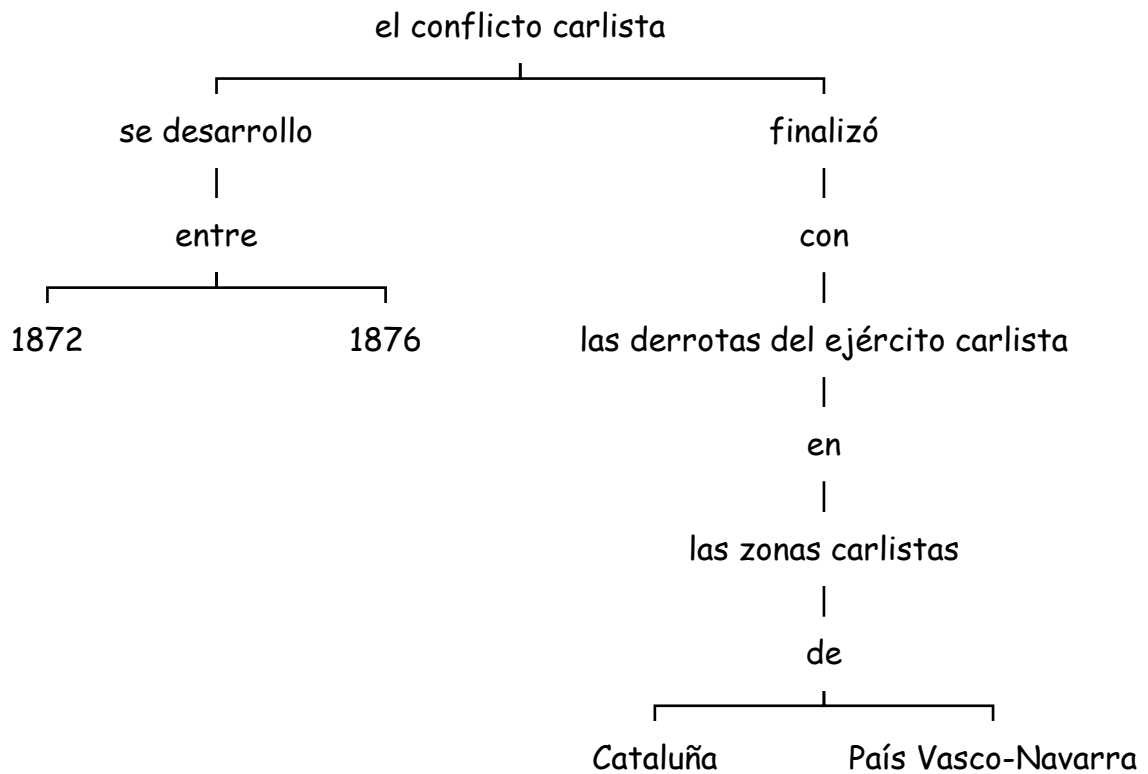 el conflicto carlista
se desarrollo
finalizó
entre
con
1872
1876
las derrotas del ejército carlista
en
las zonas carlistas
de
Cataluña
País Vasco-Navarra